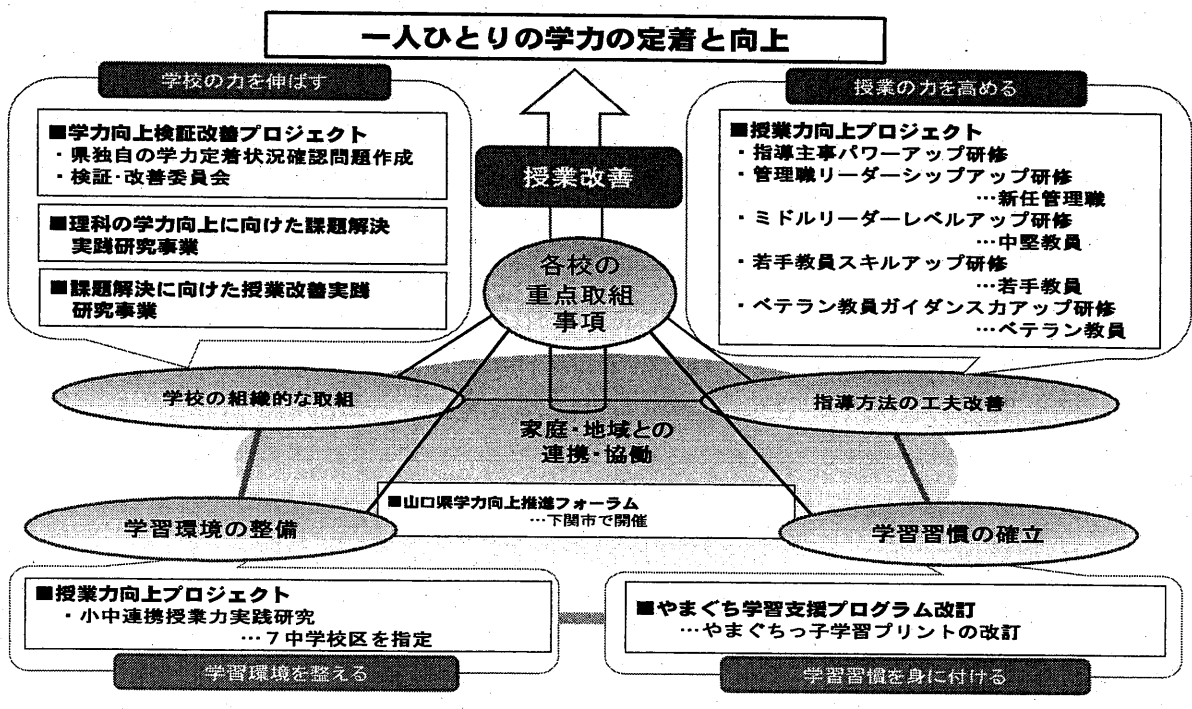 一人ひとりの学力の定着と向上
学校の力を伸ばす
■学力向上検証改善プロジェクト
・県独自の学力定着状況確認問題作成
・検証・改善委員会
■理科の学力向上に向けた課題解決
実践研究事業
■課題解決に向けた授業改善実践
研究事業
授業の力を高める
■授業力向上プロジェクト
・指導主事パワーアップ研修
・管理職リーダーシップアップ研修
…新任管理職
・ミドルリーダーレベルアップ研修
…中堅教員
・若手教員スキルアップ研修
…若手教員
・ベテラン教員ガイダンス力アップ研修
…ベテラン教員
授業改善
各校の
重点取組
事項
学校の組織的な取組
指導方法の工夫改善
家庭・地域との
連携・協働
■山口県学力向上推進フォーラム
…下関市で開催
学習環境の整備
学習習慣の確立
■授業力向上プロジェクト
・小中連携授業力実践研究
…７中学校区を指定
学習環境を整える
■やまぐち学習支援プログラム改訂
…やまぐちっ子学習プリントの改訂
学習習慣を身に付ける